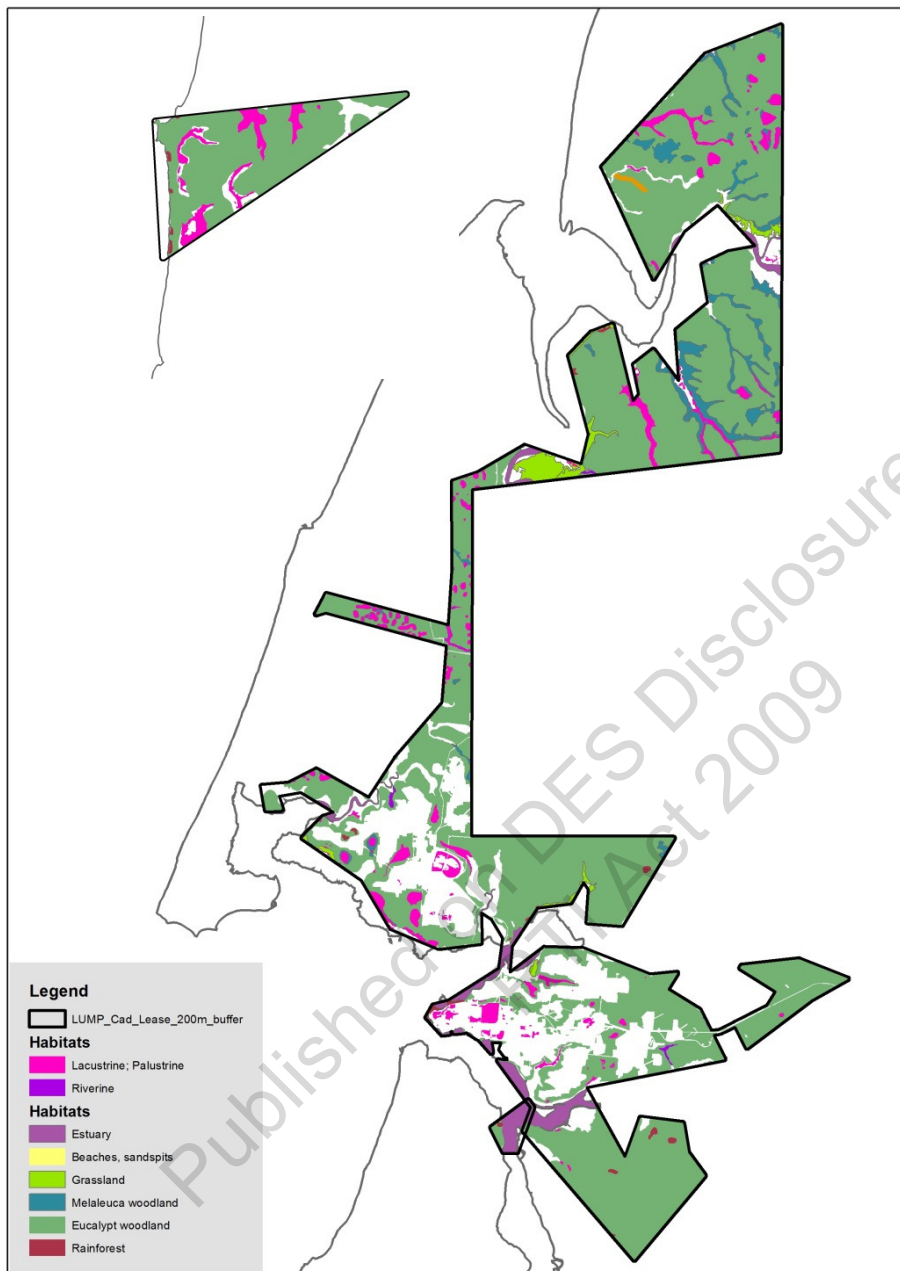 Legend
LUMP_Cad_Lease_200m_buffer
Habitats
Lacustrine; Palustrine
Riverine
Habitats
Estuary
Beaches, sandspits
Grassland
Melaleuca woodland
Eucalypt woodland
Rainforest
Published on DES Disclosure
RTI Act 2009